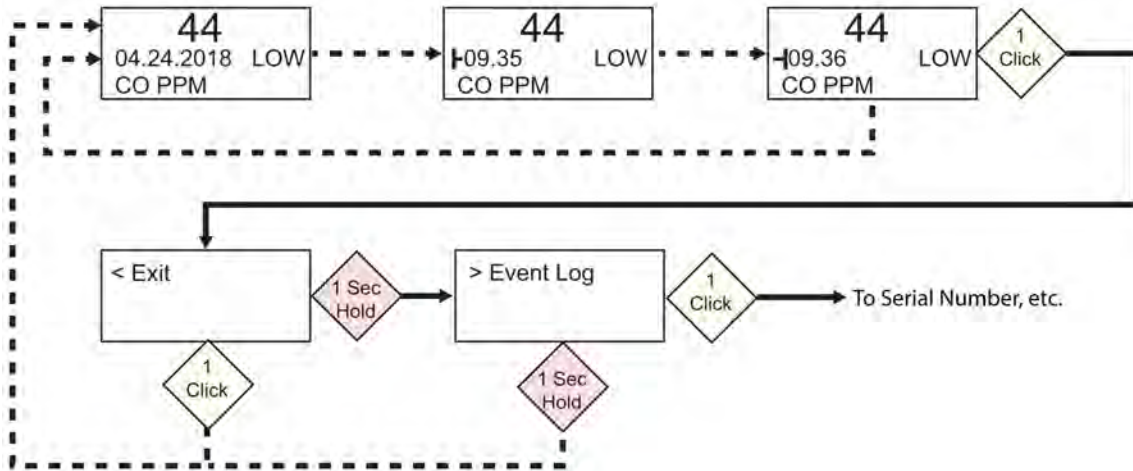 44
04.24.2018 LOW
CO PPM
44
09.35 LOW
CO PPM
44
09.36 LOW
CO PPM
1
Click
< Exit
1 Sec
Hold
> Event Log
1
Click
To Serial Number, etc.
1
Click
1 Sec
Hold